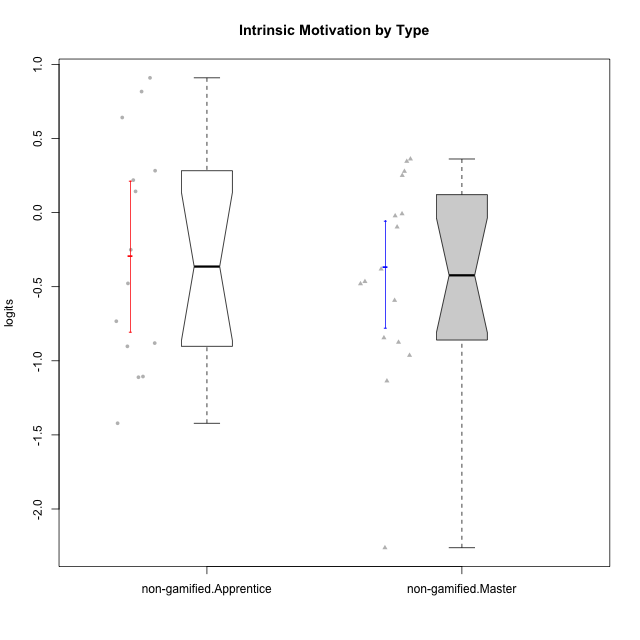 Intrinsic Motivation by Type
logits
1.0
0.5
0.0
-0.5
-1.0
-1.5
-2.0
non-gamified.Apprentice
non-gamified.Master